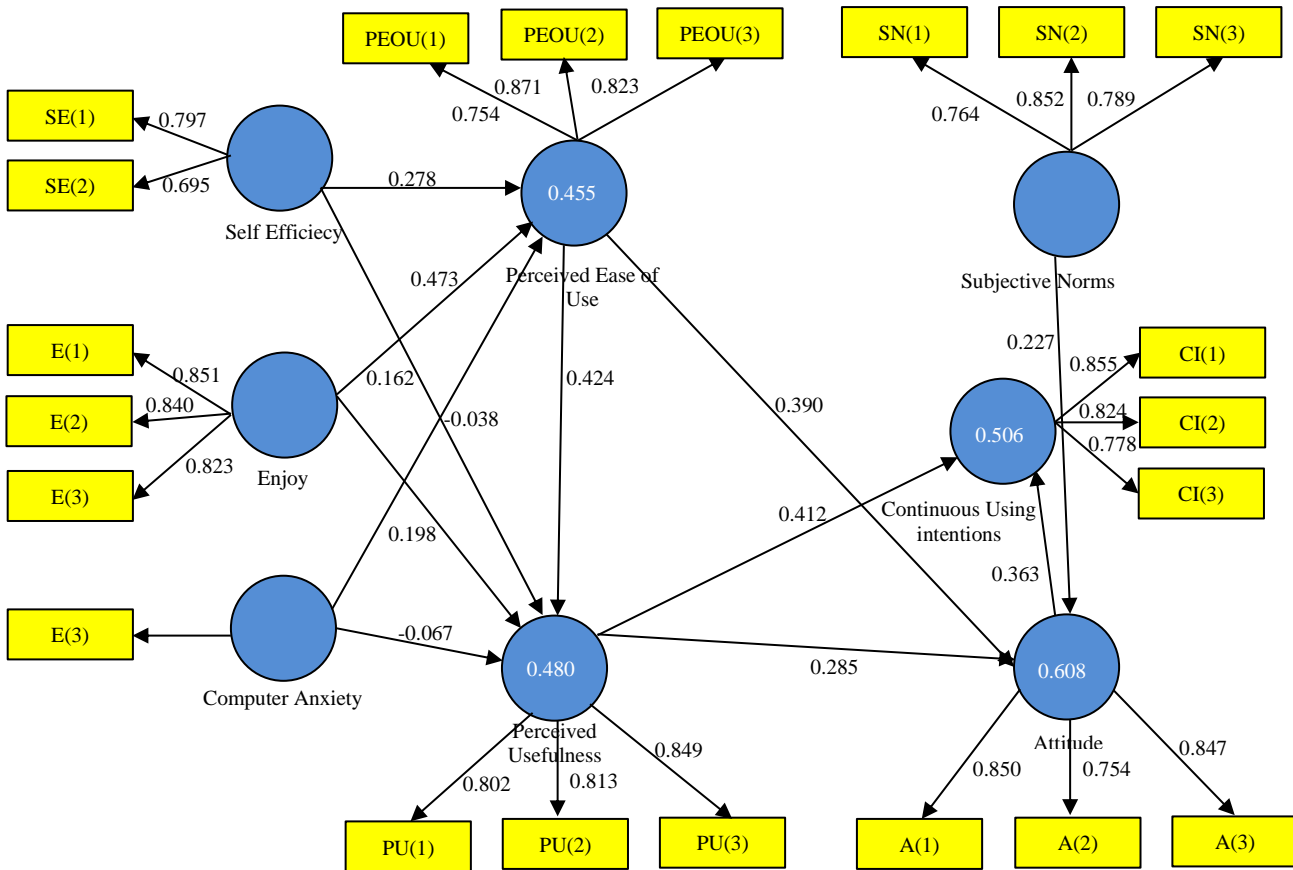 PEOU(1)
PEOU(2)
PEOU(3)
SN(1)
SN(2)
SN(3)
0.871
0.823
0.754
0.852
0.789
0.764
SE(1)
0.797
SE(2)
0.695
0.278
0.455
Self Efficiecy
Perceived Ease of
Use
Subjective Norms
0.473
E(1)
0.851
E(2)
0.840
E(3)
0.823
Enjoy
0.162
-0.038
0.424
0.390
0.227
0.855
CI(1)
0.824
CI(2)
0.778
CI(3)
0.506
Continuous Using
intentions
0.412
0.198
0.363
E(3)
-0.067
Computer Anxiety
0.480
0.285
0.608
Perceived
Usefulness
Attitude
0.802
0.813
0.849
0.850
0.754
0.847
PU(1)
PU(2)
PU(3)
A(1)
A(2)
A(3)